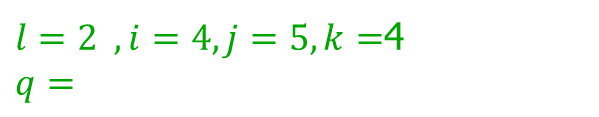 l = 2 ,i = 4,j = 5,k =4
q =